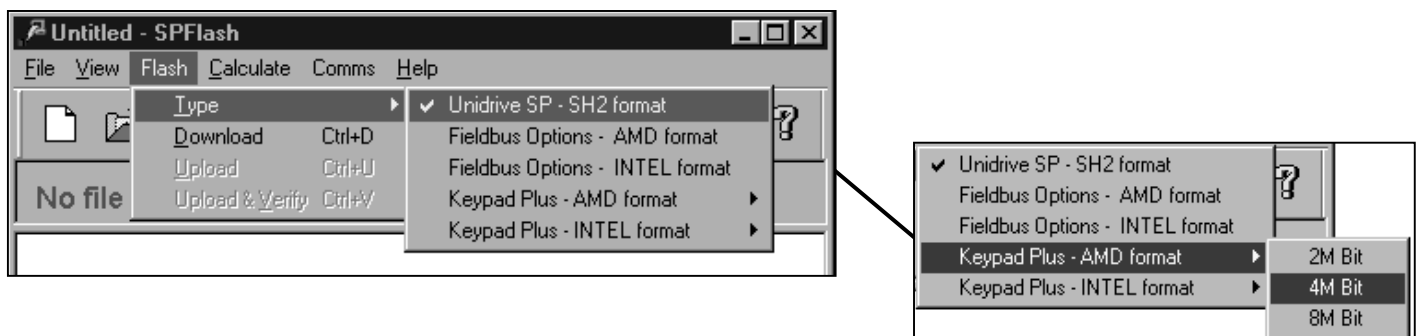 Untitled - SPFlash
File View Flash Calculate Comms Help
Type
Download Ctrl+D
Upload Ctrl+U
Upload & Verify Ctrl+V
No file
Unidrive SP - SH2 format
Fieldbus Options - AMD format
Fieldbus Options - INTEL format
Keypad Plus - AMD format
Keypad Plus - INTEL format
Unidrive SP - SH2 format
Fieldbus Options - AMD format
Fieldbus Options - INTEL format
Keypad Plus - AMD format
Keypad Plus - INTEL format
2M Bit
4M Bit
8M Bit